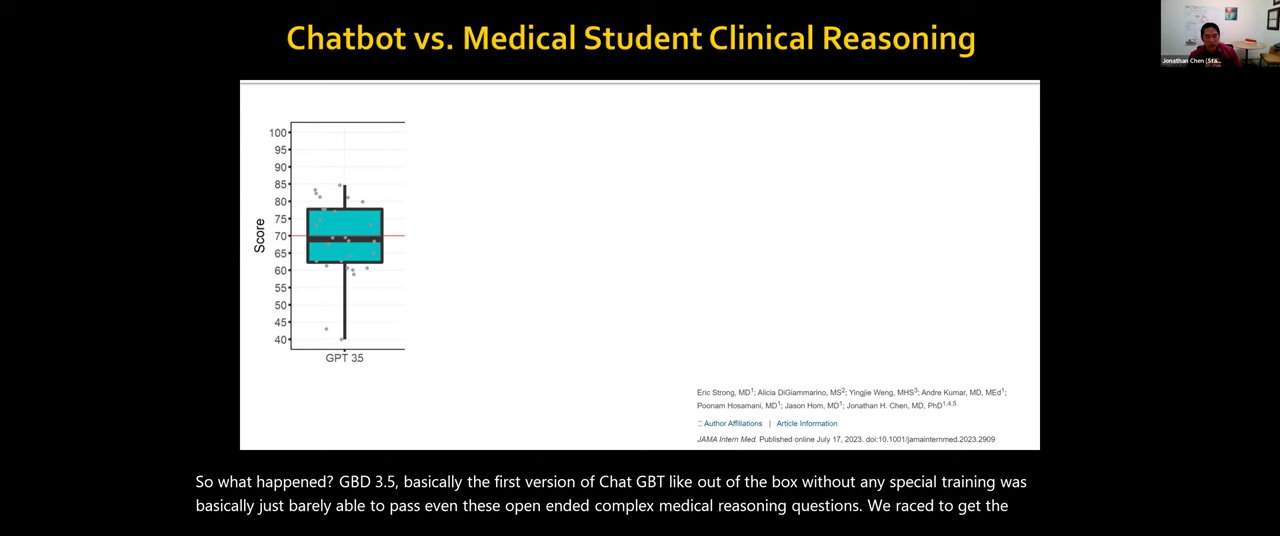 Chatbot vs. Medical Student Clinical Reasoning
Jonathan Chen (Sta...
100
95
90
85
80
75
70
65
60
55
50
45
40
Score
GPT 35
Eric Strong, MD1; Alicia DiGiammarino, MS2; Yingjie Weng, MHS3; Andre Kumar, MD, MEd1;
Poonam Hosamani, MD1; Jason Hom, MD1; Jonathan H. Chen, MD, PhD1,4,5
Author Affiliations | Article Information
JAMA Intern Med. Published online July 17, 2023. doi:10.1001/jamainternmed.2023.2909
So what happened? GBD 3.5, basically the first version of Chat GBT like out of the box without any special training was
basically just barely able to pass even these open ended complex medical reasoning questions. We raced to get the